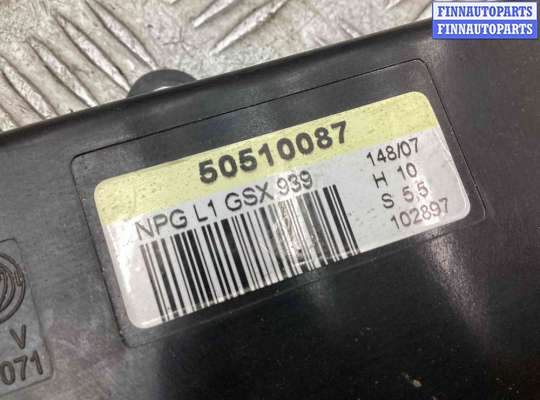 FINNAUTOPARTS
FINNAUTOPARTS
50510087
NPG L1 GSX 939
148/07
H 10
S 5.5
102897
V
071